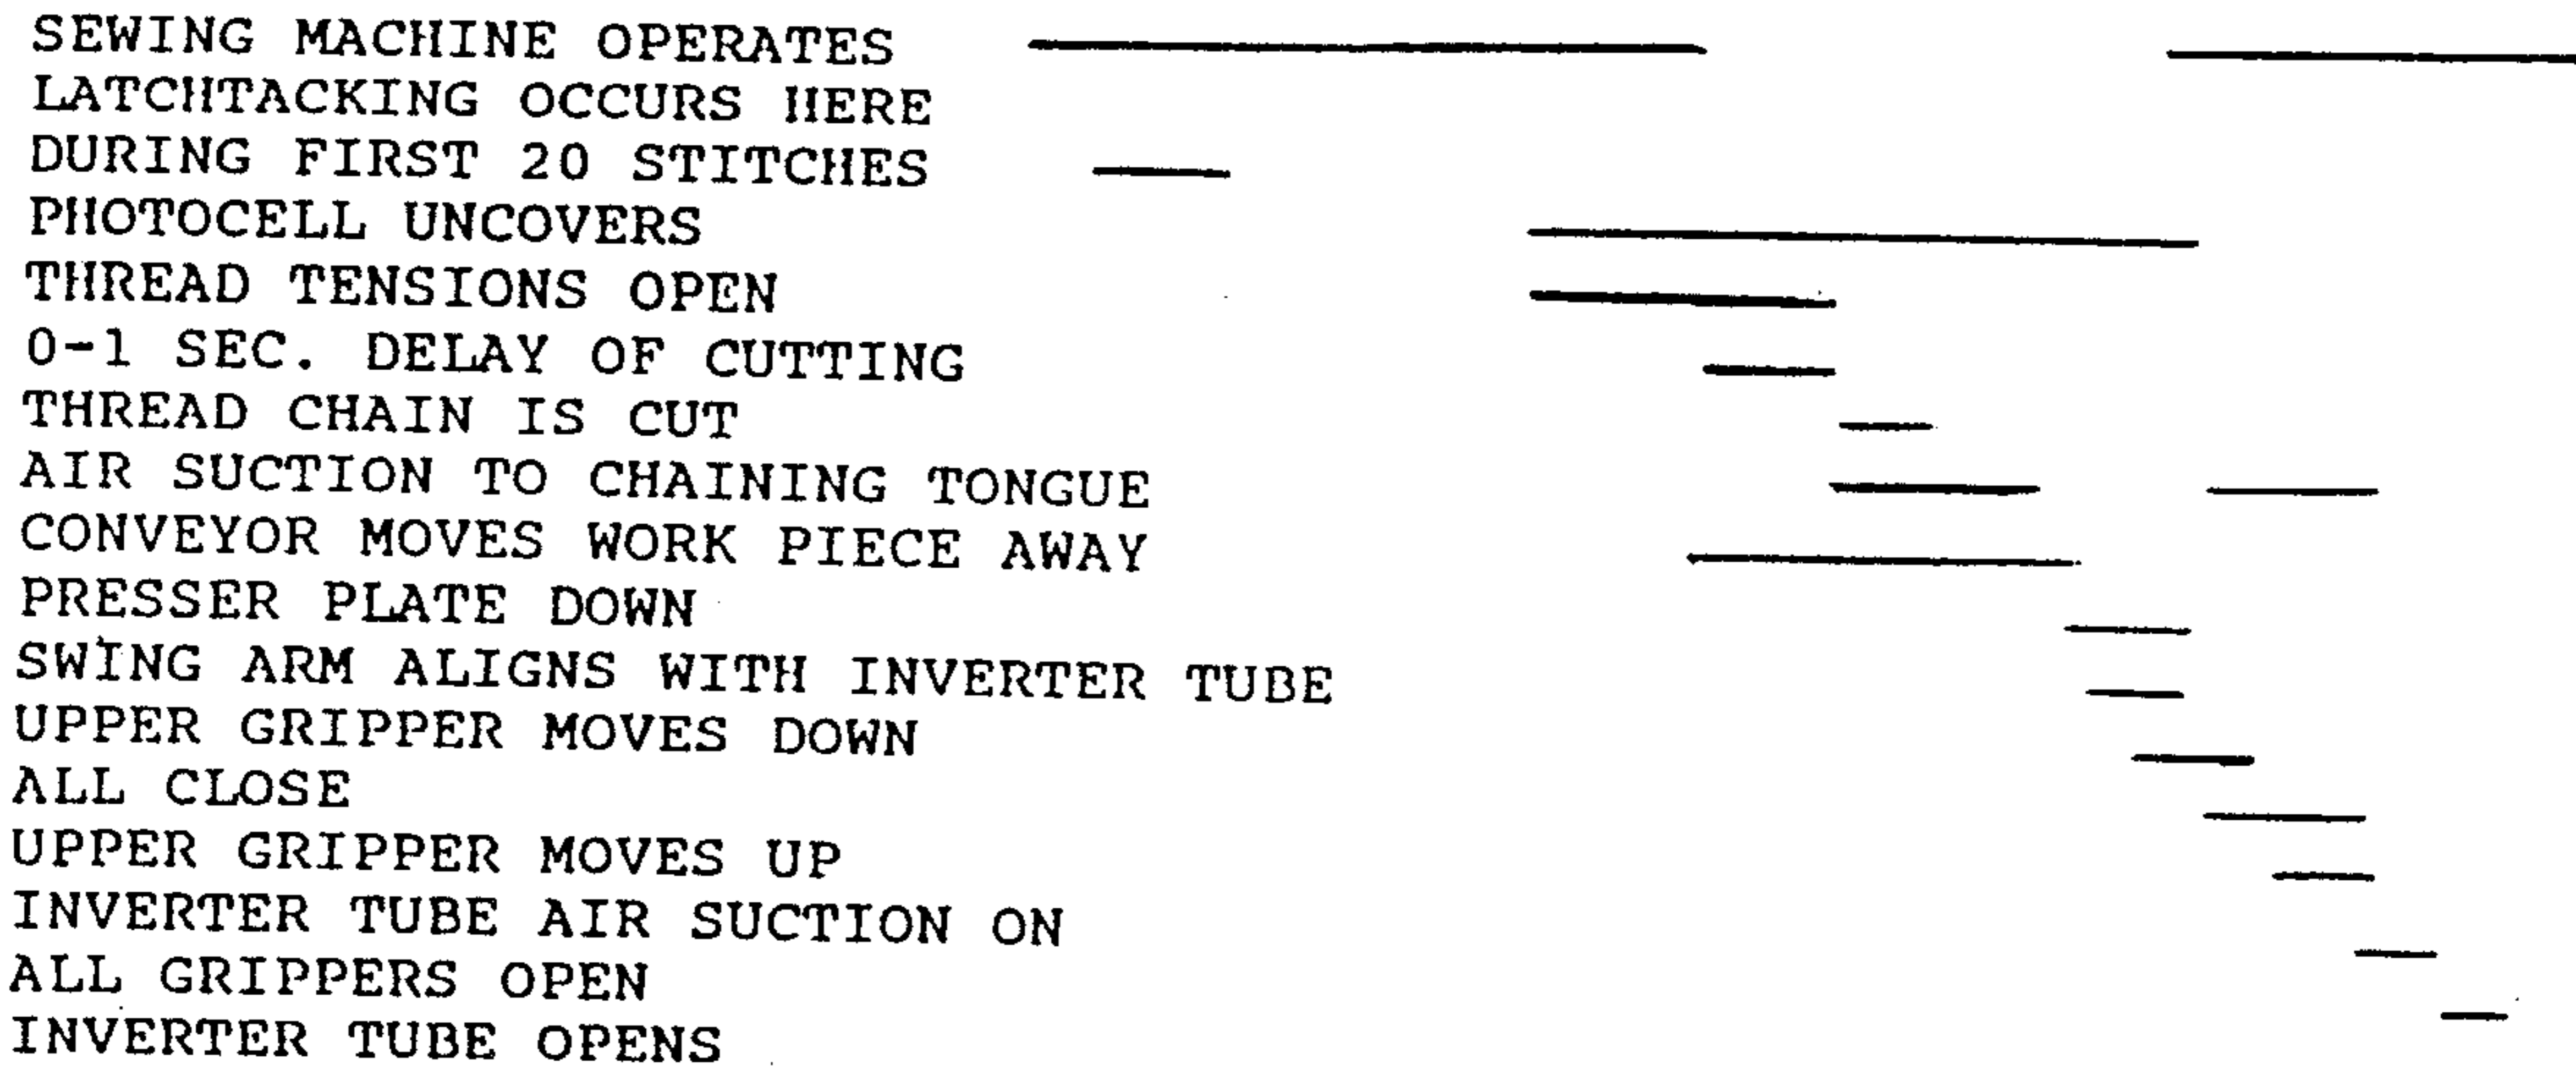 SEWING MACHINE OPERATES
LATCHTACKING OCCURS HERE
DURING FIRST 20 STITCHES
PHOTOCELL UNCOVERS
THREAD TENSIONS OPEN
0-1 SEC. DELAY OF CUTTING
THREAD CHAIN IS CUT
AIR SUCTION TO CHAINING TONGUE
CONVEYOR MOVES WORK PIECE AWAY
PRESSER PLATE DOWN
SWING ARM ALIGNS WITH INVERTER TUBE
UPPER GRIPPER MOVES DOWN
ALL CLOSE
UPPER GRIPPER MOVES UP
INVERTER TUBE AIR SUCTION ON
ALL GRIPPERS OPEN
INVERTER TUBE OPENS